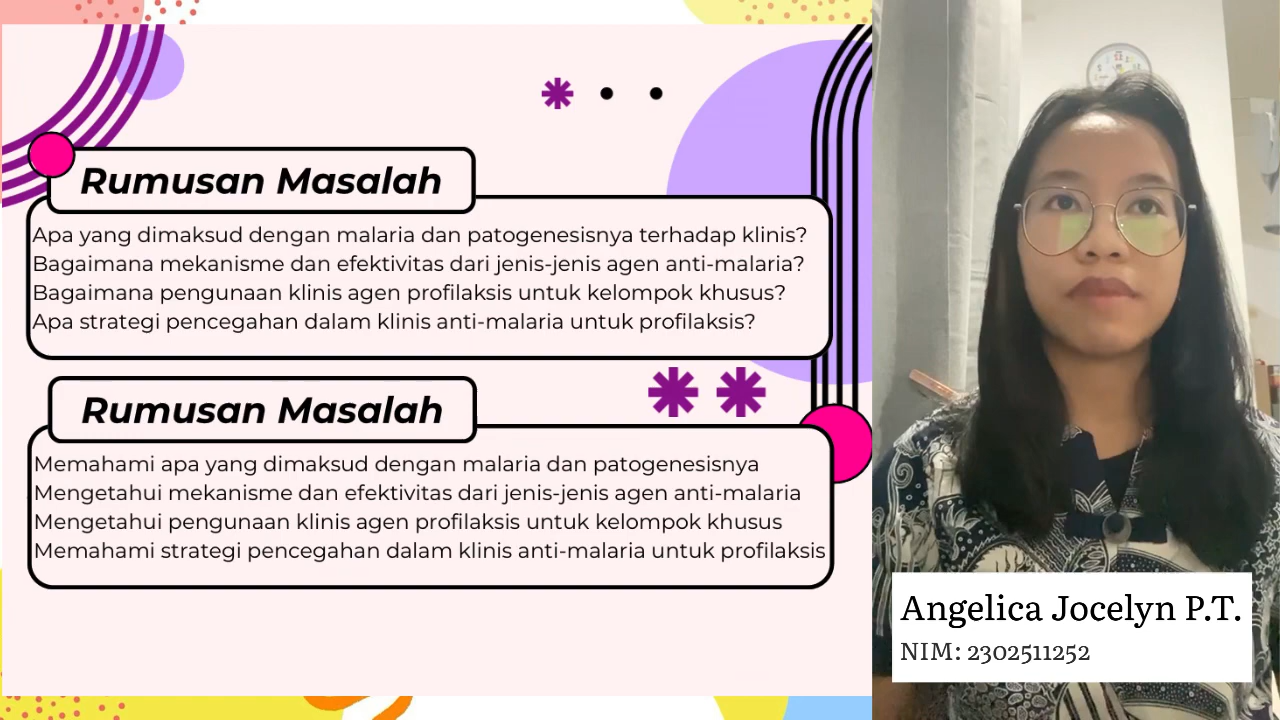 Rumusan Masalah
Apa yang dimaksud dengan malaria dan patogenesisnya terhadap klinis?
Bagaimana mekanisme dan efektivitas dari jenis-jenis agen anti-malaria?
Bagaimana pengunaan klinis agen profilaksis untuk kelompok khusus?
Apa strategi pencegahan dalam klinis anti-malaria untuk profilaksis?
Rumusan Masalah
Memahami apa yang dimaksud dengan malaria dan patogenesisnya
Mengetahui mekanisme dan efektivitas dari jenis-jenis agen anti-malaria
Mengetahui pengunaan klinis agen profilaksis untuk kelompok khusus
Memahami strategi pencegahan dalam klinis anti-malaria untuk profilaksis
Angelica Jocelyn P.T.
NIM: 2302511252